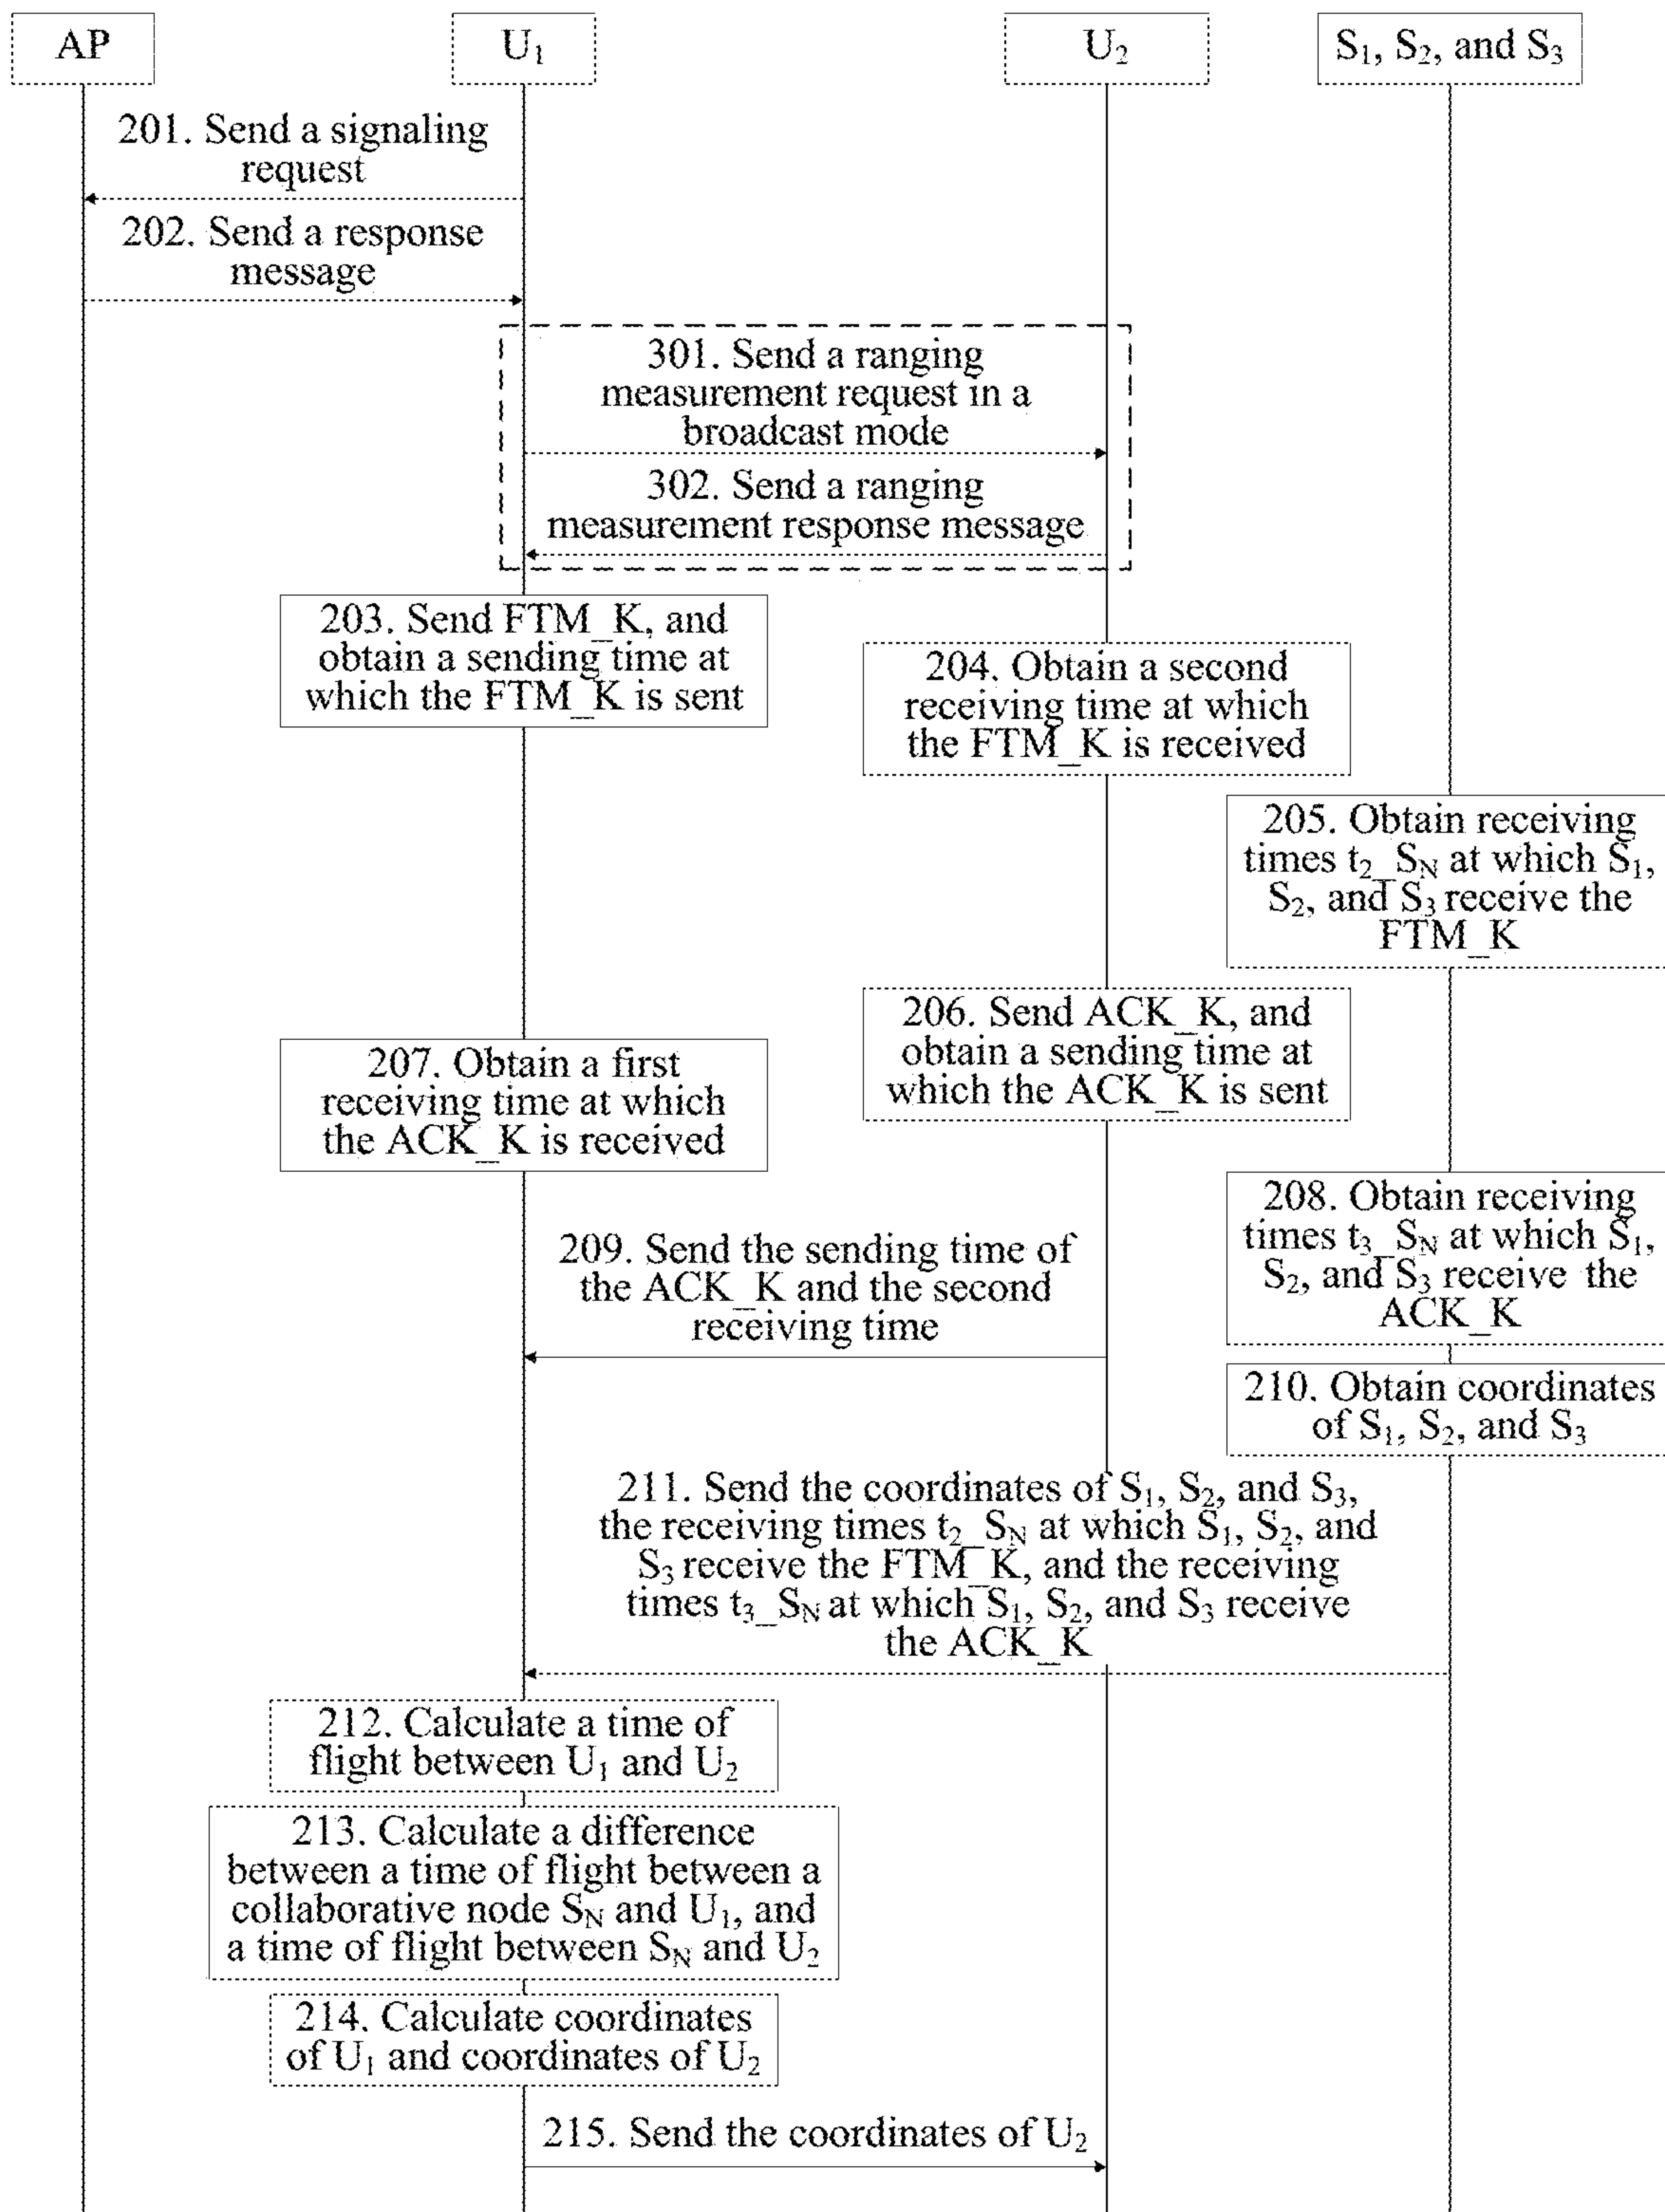 AP
U₁
U₂
S₁, S₂, and S₃
201. Send a signaling
request
202. Send a response
message
301. Send a ranging
measurement request in a
broadcast mode
302. Send a ranging
measurement response message
203. Send FTM_K, and
obtain a sending time at
which the FTM_K is sent
204. Obtain a second
receiving time at which
the FTM_K is received
205. Obtain receiving
times t₂_S_N at which S₁,
S₂, and S₃ receive the
FTM_K
206. Send ACK_K, and
obtain a sending time at
which the ACK_K is sent
207. Obtain a first
receiving time at which
the ACK_K is received
208. Obtain receiving
times t₃_S_N at which S₁,
S₂, and S₃ receive the
ACK_K
209. Send the sending time of
the ACK_K and the second
receiving time
210. Obtain coordinates
of S₁, S₂, and S₃
211. Send the coordinates of S₁, S₂, and S₃,
the receiving times t₂_S_N at which S₁, S₂, and
S₃ receive the FTM_K, and the receiving
times t₃_S_N at which S₁, S₂, and S₃ receive
the ACK_K
212. Calculate a time of
flight between U₁ and U₂
213. Calculate a difference
between a time of flight between a
collaborative node S_N and U₁, and
a time of flight between S_N and U₂
214. Calculate coordinates
of U₁ and coordinates of U₂
215. Send the coordinates of U₂